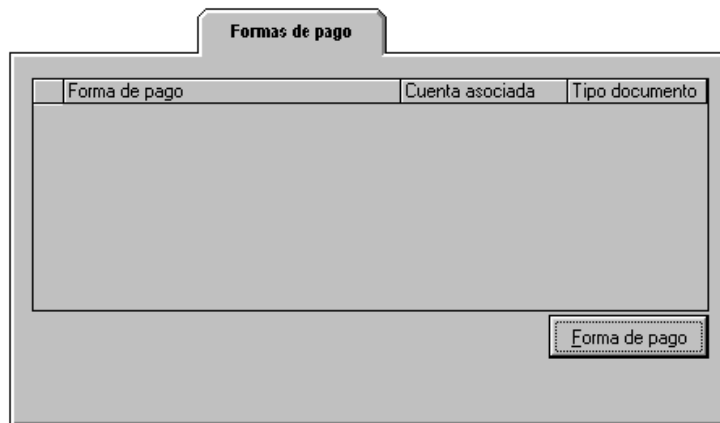 Formas de pago
Forma de pago Cuenta asociada Tipo documento
Forma de pago